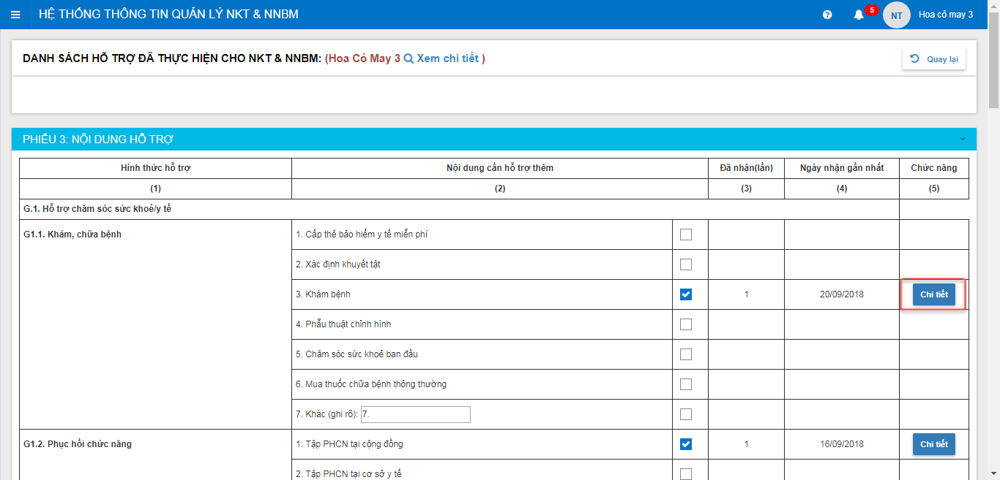 HỆ THỐNG THÔNG TIN QUẢN LÝ NKT & NNBM
5
NT
Hoa cỏ may 3
DANH SÁCH HỖ TRỢ ĐÃ THỰC HIỆN CHO NKT & NNBM: (Hoa Cỏ May 3 Xem chi tiết )
Quay lại
PHIẾU 3: NỘI DUNG HỖ TRỢ
Hình thức hỗ trợ Nội dung cần hỗ trợ thêm Đã nhận(lần) Ngày nhận gần nhất Chức năng
(1) (2) (3) (4) (5)
G.1. Hỗ trợ chăm sóc sức khoẻ/y tế
G1.1. Khám, chữa bệnh 1. Cấp thẻ bảo hiểm y tế miễn phí
2. Xác định khuyết tật
3. Khám bệnh 1 20/09/2018 Chi tiết
4. Phẫu thuật chỉnh hình
5. Chăm sóc sức khoẻ ban đầu
6. Mua thuốc chữa bệnh thông thường
7. Khác (ghi rõ): 7.
G1.2. Phục hồi chức năng 1. Tập PHCN tại cộng đồng 1 16/09/2018 Chi tiết
2. Tập PHCN tại cơ sở y tế